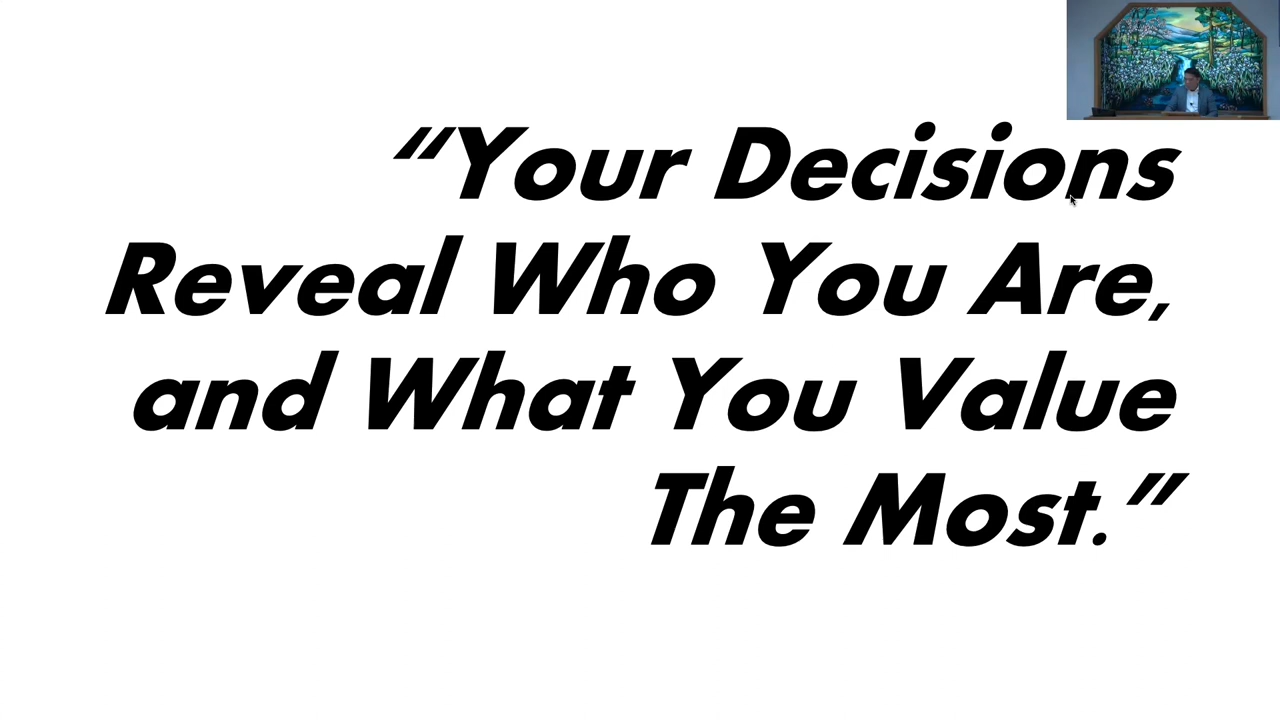 “Your Decisions
Reveal Who You Are,
and What You Value
The Most.”